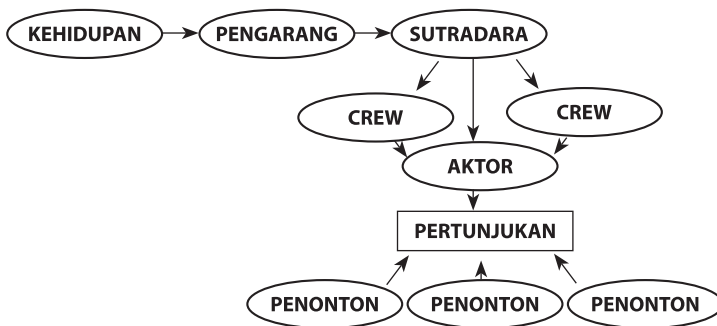 KEHIDUPAN
PENGARANG
SUTRADARA
CREW
CREW
AKTOR
PERTUNJUKAN
PENONTON
PENONTON
PENONTON